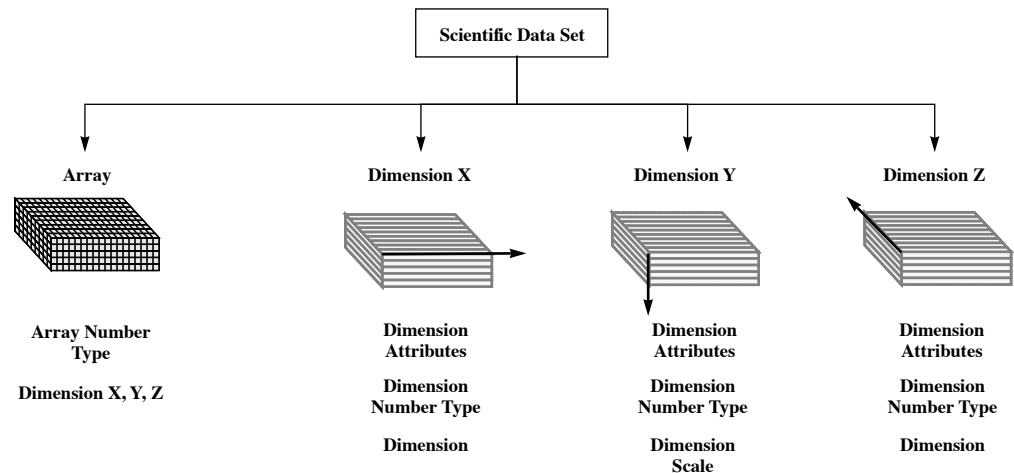 Scientific Data Set
Array
Dimension X
Dimension Y
Dimension Z
Array Number
Type
Dimension X, Y, Z
Dimension
Attributes
Dimension
Number Type
Dimension
Dimension
Attributes
Dimension
Number Type
Dimension
Scale
Dimension
Attributes
Dimension
Number Type
Dimension